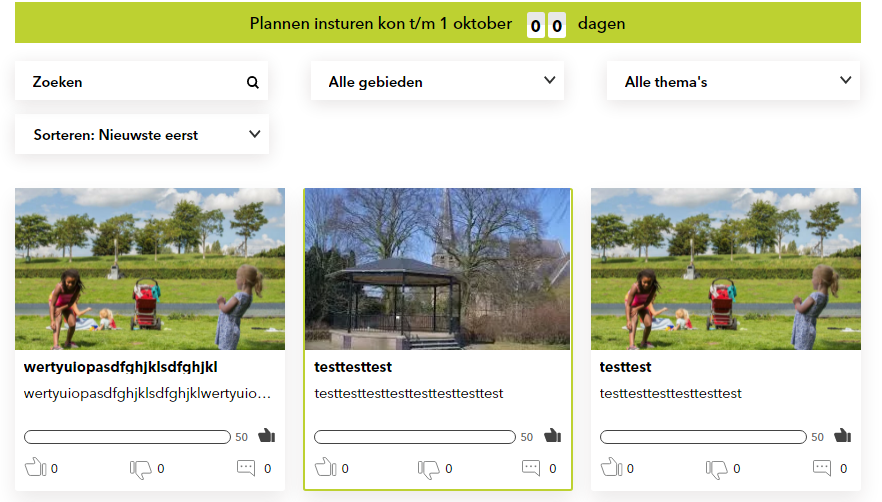 Plannen insturen kon t/m 1 oktober 0 0 dagen
Zoeken
Alle gebieden
Alle thema's
Sorteren: Nieuwste eerst
wertyuiopasdfghjklsdfghjkl
wertyuiopasdfghjklsdfghjklwertyuio…
50
0 0 0
testtesttest
testtesttesttesttesttesttesttest
50
0 0 0
testtest
testtesttesttesttesttest
50
0 0 0